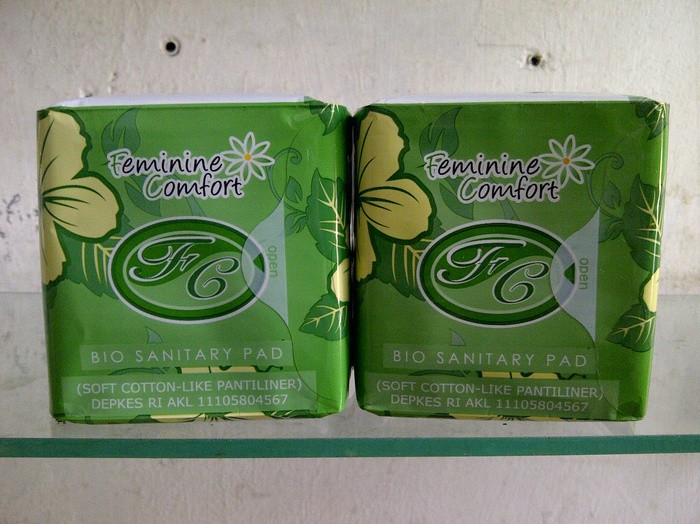 Feminine
Comfort
FC
open
BIO SANITARY PAD
(SOFT COTTON-LIKE PANTILINER)
DEPKES RI AKL 11105804567
Feminine
Comfort
FC
open
BIO SANITARY PAD
(SOFT COTTON-LIKE PANTILINER)
DEPKES RI AKL 11105804567